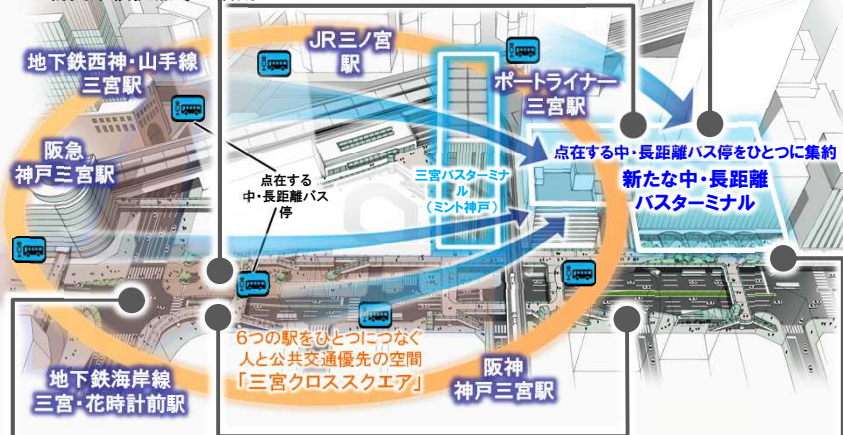 JR三ノ宮
駅
地下鉄西神・山手線
三宮駅
ポートライナー
三宮駅
阪急
神戸三宮駅
点在する
中・長距離バス
停
三宮バスターミナ
ル
(ミント神戸)
点在する中・長距離バス停をひとつに集約
新たな中・長距離
バスターミナル
6つの駅をひとつにつなぐ
人と公共交通優先の空間
「三宮クロススクエア」
阪神
神戸三宮駅
地下鉄海岸線
三宮・花時計前駅